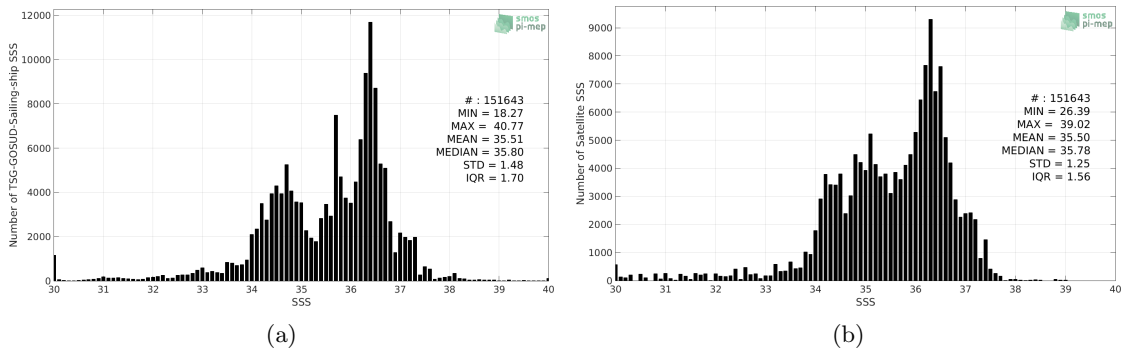 12000
10000
8000
6000
4000
2000
0
Number of TSG-GOSUD-Sailing-ship SSS
smos
pi-mep
# : 151643
MIN = 18.27
MAX = 40.77
MEAN = 35.51
MEDIAN = 35.80
STD = 1.48
IQR = 1.70
30 31 32 33 34 35 36 37 38 39 40
SSS
(a)
9000
8000
7000
6000
5000
4000
3000
2000
1000
0
Number of Satellite SSS
smos
pi-mep
# : 151643
MIN = 26.39
MAX = 39.02
MEAN = 35.50
MEDIAN = 35.78
STD = 1.25
IQR = 1.56
30 31 32 33 34 35 36 37 38 39 40
SSS
(b)